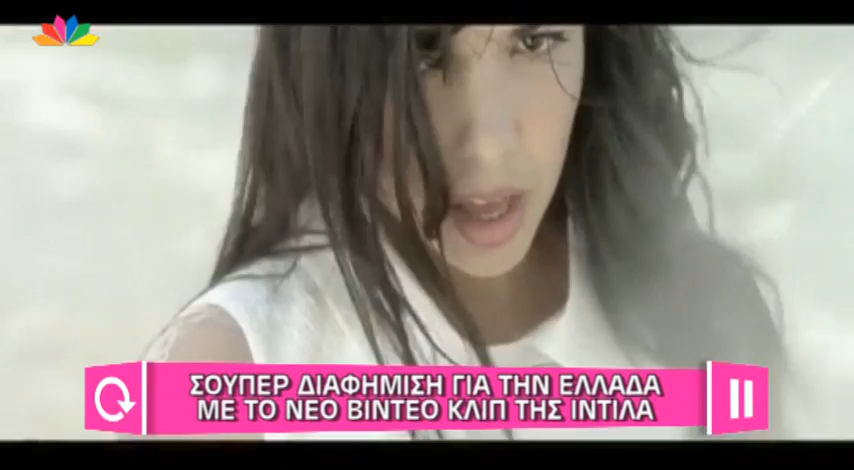 ΣΟΥΠΕΡ ΔΙΑΦΗΜΙΣΗ ΓΙΑ ΤΗΝ ΕΛΛΑΔΑ
ΜΕ ΤΟ ΝΕΟ ΒΙΝΤΕΟ ΚΛΙΠ ΤΗΣ ΙΝΤΙΛΑ